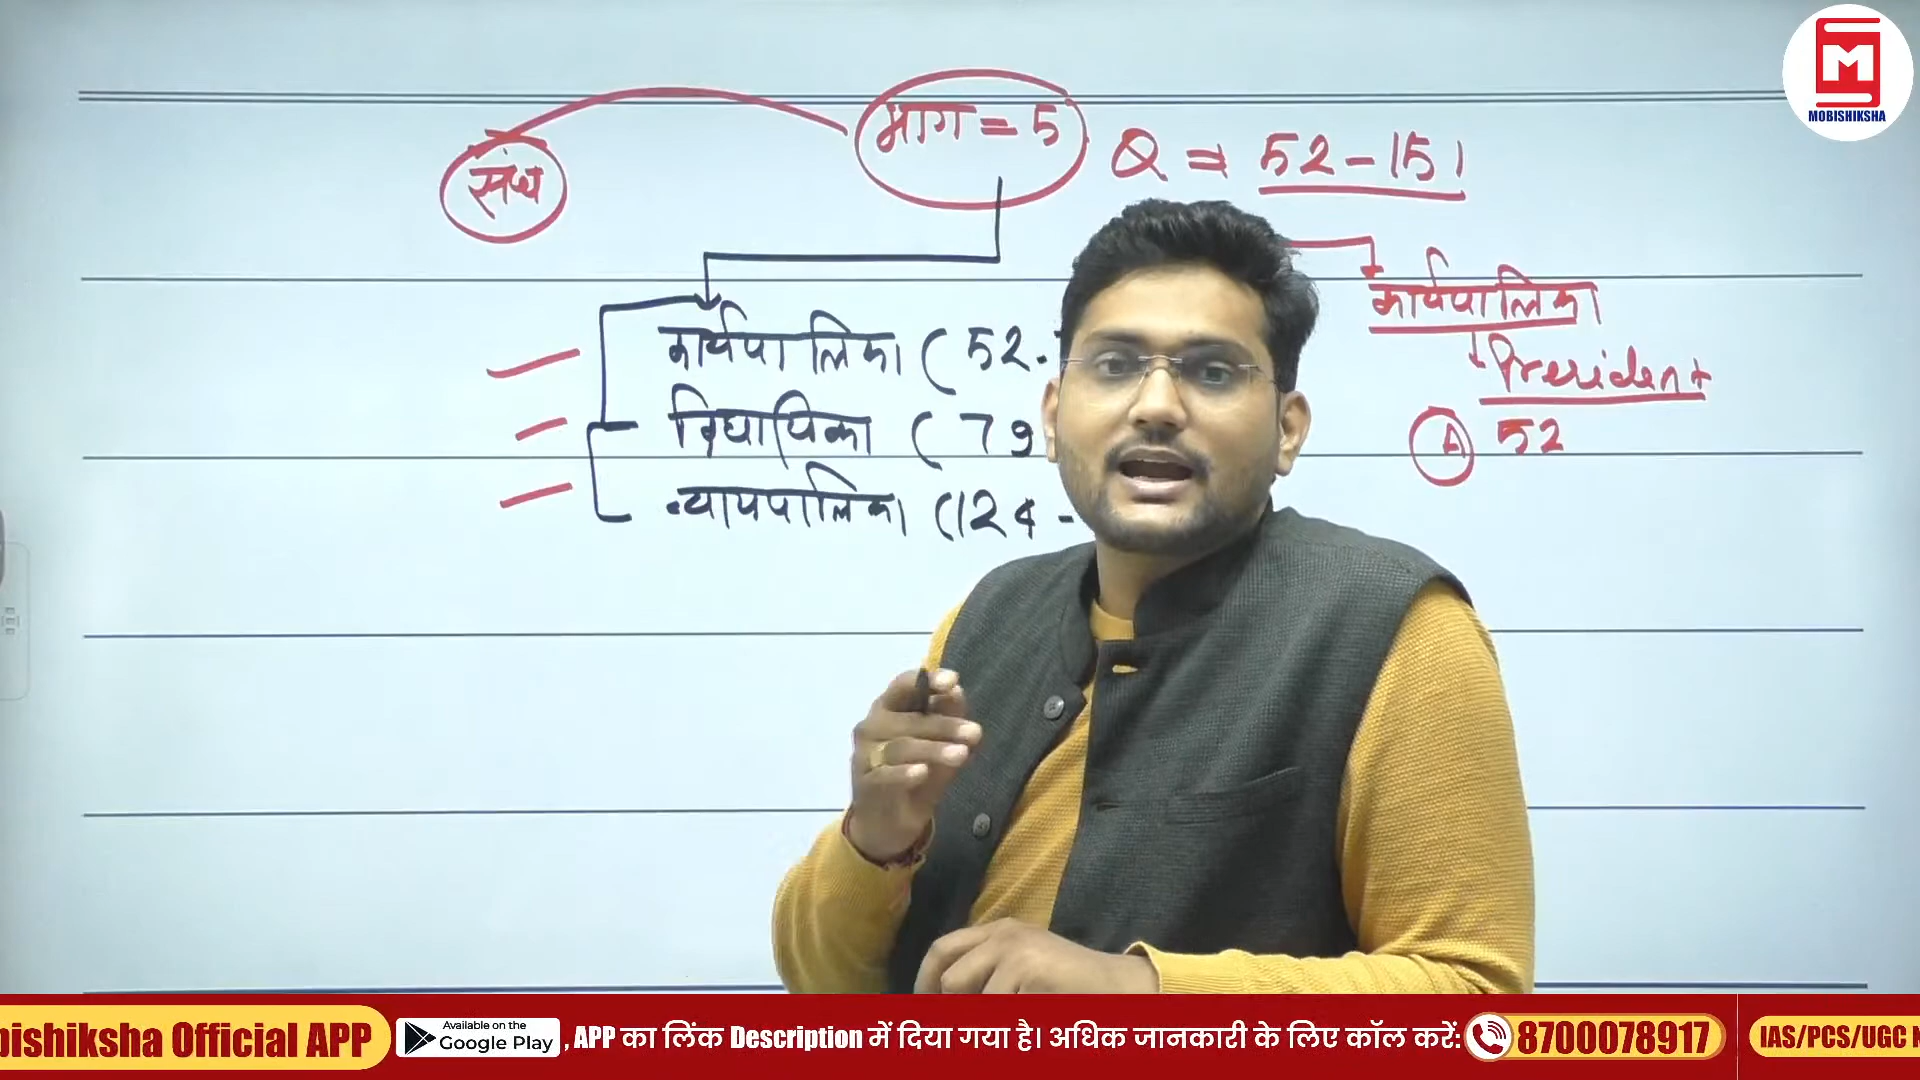 MOBISHIKSHA
संघ
भाग = 5
Q ⇒ 52-151
कार्यपालिका
President
A 52
कार्यपालिका ( 52-
विधायिका ( 79
न्यायपालिका (124 -
bishiksha Official APP
Available on the
Google Play
, APP का लिंक Description में दिया गया है। अधिक जानकारी के लिए कॉल करें:
8700078917
IAS/PCS/UGC N